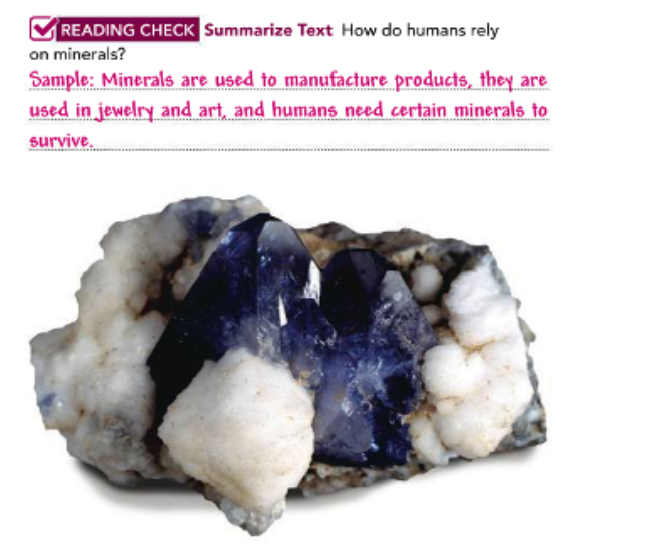 READING CHECK Summarize Text How do humans rely
on minerals?
Sample: Minerals are used to manufacture products, they are
used in jewelry and art, and humans need certain minerals to
survive.